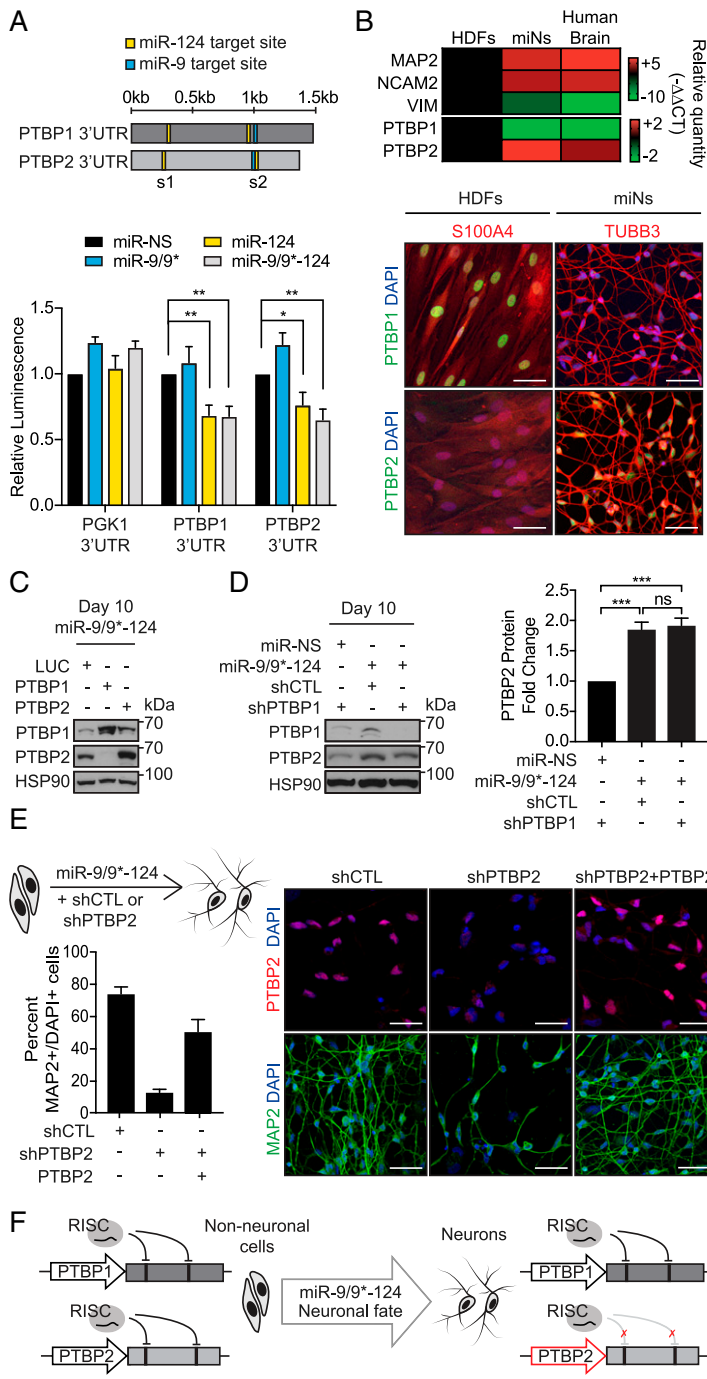 A
miR-124 target site
miR-9 target site
0kb 0.5 1kb 1.5kb
PTBP1 3'UTR
PTBP2 3'UTR
s1 s2
miR-NS miR-124
miR-9/9* miR-9/9*-124
Relative Luminescence
1.5
1.0
0.5
0.0
** ** * **
PGK1 3'UTR
PTBP1 3'UTR
PTBP2 3'UTR
B
HDFs miNs Human Brain
MAP2
NCAM2
VIM
PTBP1
PTBP2
+5
-10
+2
-2
Relative quantity
(-ΔΔCT)
HDFs miNs
S100A4 TUBB3
PTBP1 DAPI
PTBP2 DAPI
C
Day 10
miR-9/9*-124
LUC + - -
PTBP1 - + -
PTBP2 - - + kDa
PTBP1 70
PTBP2 70
HSP90 100
D
Day 10
miR-NS + - -
miR-9/9*-124 - + +
shCTL - + -
shPTBP1 + - + kDa
PTBP1 70
PTBP2 70
HSP90 100
PTBP2 Protein
Fold Change
2.5
2.0
1.5
1.0
0.5
0.0
***
*** ns
miR-NS + - -
miR-9/9*-124 - + +
shCTL - + -
shPTBP1 + - +
E
miR-9/9*-124
+ shCTL or
shPTBP2
Percent
MAP2+/DAPI+ cells
100
80
60
40
20
0
shCTL + - -
shPTBP2 - + +
PTBP2 - - +
shCTL shPTBP2 shPTBP2+PTBP2
PTBP2 DAPI
MAP2 DAPI
F
RISC
PTBP1
RISC
PTBP2
Non-neuronal
cells
miR-9/9*-124
Neuronal fate
Neurons
RISC
PTBP1
RISC
PTBP2